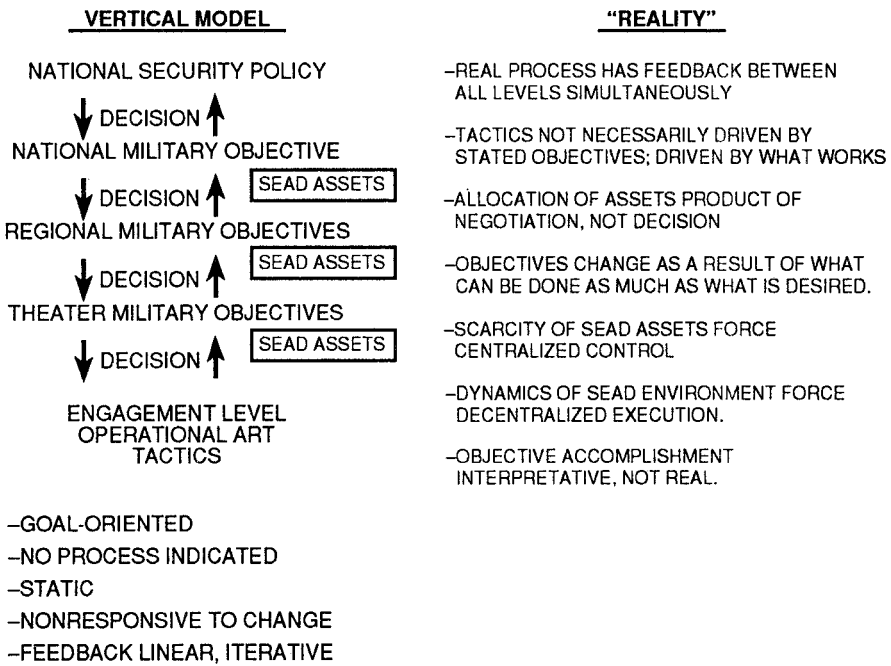 VERTICAL MODEL
NATIONAL SECURITY POLICY
DECISION
NATIONAL MILITARY OBJECTIVE
DECISION
SEAD ASSETS
REGIONAL MILITARY OBJECTIVES
DECISION
SEAD ASSETS
THEATER MILITARY OBJECTIVES
DECISION
SEAD ASSETS
ENGAGEMENT LEVEL
OPERATIONAL ART
TACTICS
–GOAL-ORIENTED
–NO PROCESS INDICATED
–STATIC
–NONRESPONSIVE TO CHANGE
–FEEDBACK LINEAR, ITERATIVE
“REALITY”
–REAL PROCESS HAS FEEDBACK BETWEEN
ALL LEVELS SIMULTANEOUSLY
–TACTICS NOT NECESSARILY DRIVEN BY
STATED OBJECTIVES; DRIVEN BY WHAT WORKS
–ALLOCATION OF ASSETS PRODUCT OF
NEGOTIATION, NOT DECISION
–OBJECTIVES CHANGE AS A RESULT OF WHAT
CAN BE DONE AS MUCH AS WHAT IS DESIRED.
–SCARCITY OF SEAD ASSETS FORCE
CENTRALIZED CONTROL
–DYNAMICS OF SEAD ENVIRONMENT FORCE
DECENTRALIZED EXECUTION.
–OBJECTIVE ACCOMPLISHMENT
INTERPRETATIVE, NOT REAL.